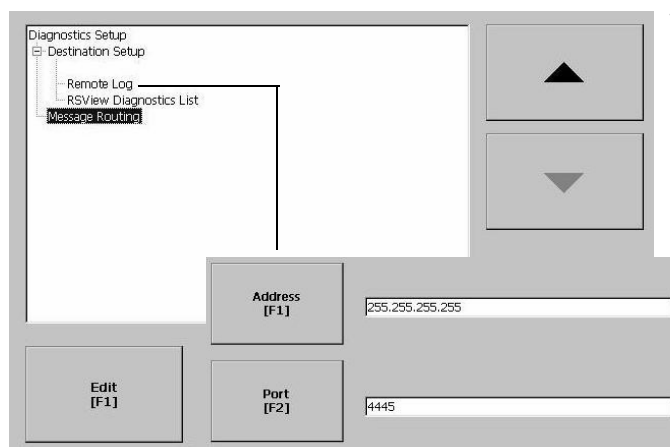 Diagnostics Setup
Destination Setup
Remote Log
RSView Diagnostics List
Message Routing
Address
[F1]
255.255.255.255
Edit
[F1]
Port
[F2]
4445